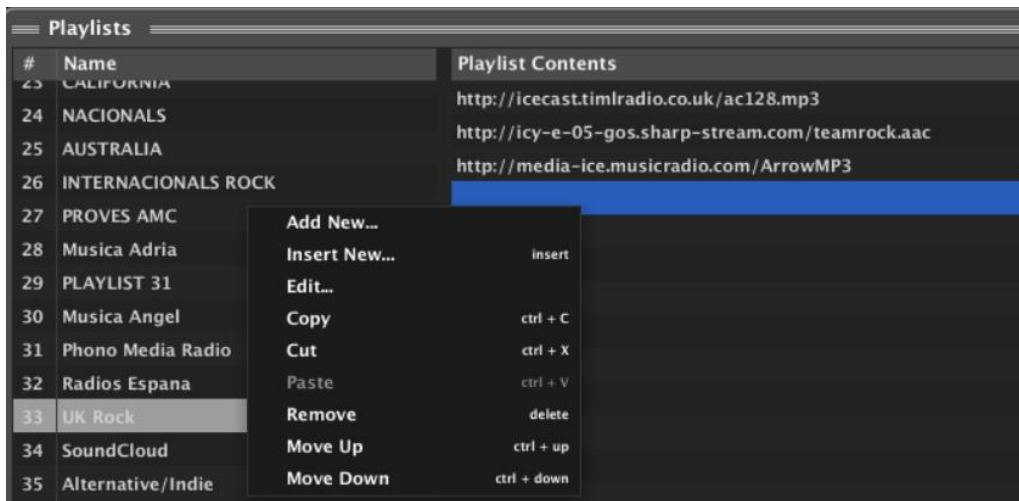 Playlists
# Name
23 CALIFORNIA
24 NACIONALS
25 AUSTRALIA
26 INTERNACIONALS ROCK
27 PROVES AMC
28 Musica Adria
29 PLAYLIST 31
30 Musica Angel
31 Phono Media Radio
32 Radios Espana
33 UK Rock
34 SoundCloud
35 Alternative/Indie
Playlist Contents
http://icecast.timlradio.co.uk/ac128.mp3
http://icy-e-05-gos.sharp-stream.com/teamrock.aac
http://media-ice.musicradio.com/ArrowMP3
Add New...
Insert New... insert
Edit...
Copy ctrl + C
Cut ctrl + X
Paste ctrl + V
Remove delete
Move Up ctrl + up
Move Down ctrl + down